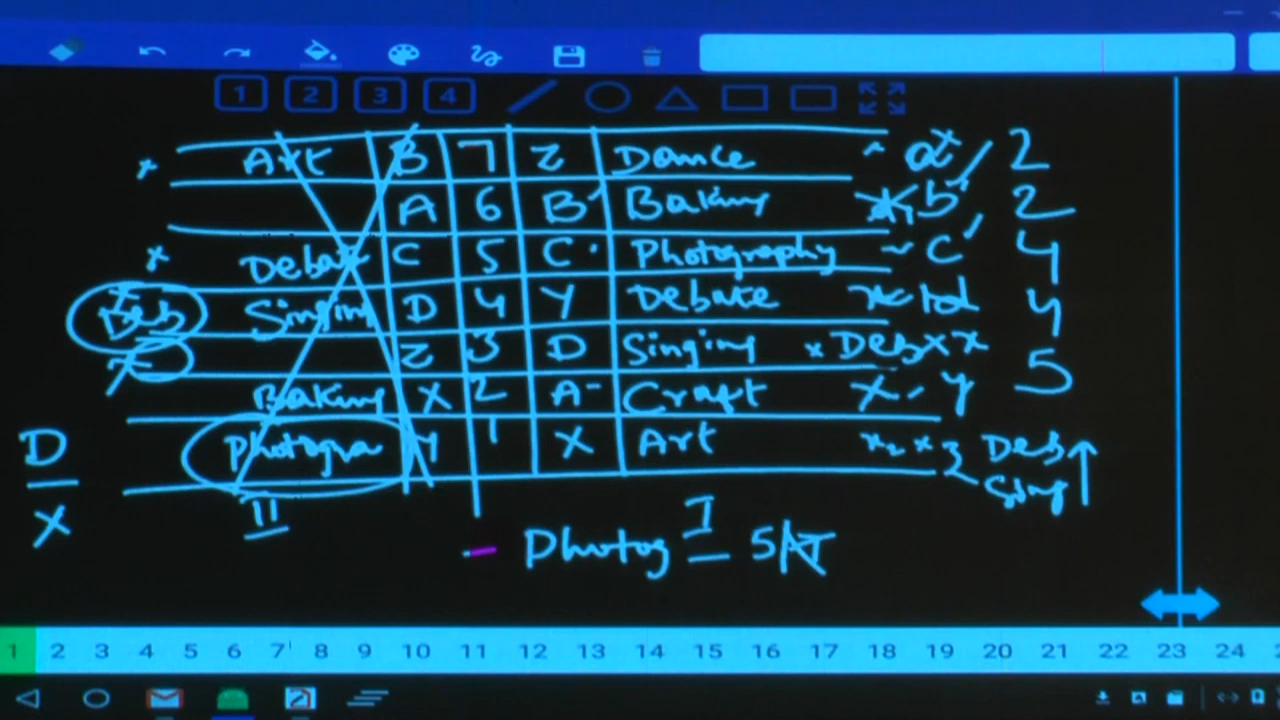 1 2 3 4
Art B 7 Z Dance a 2
A 6 B Baking b 2
Debate C 5 C Photography C 4
Deb Singing D 4 Y Debate d 4
Z 3 D Singing x Deb x x 5
Baking X 2 A Craft X Y
D Photogra Y 1 X Art Deb
X II Sing
Photog I 5/
1 2 3 4 5 6 7 8 9 10 11 12 13 14 15 16 17 18 19 20 21 22 23 24